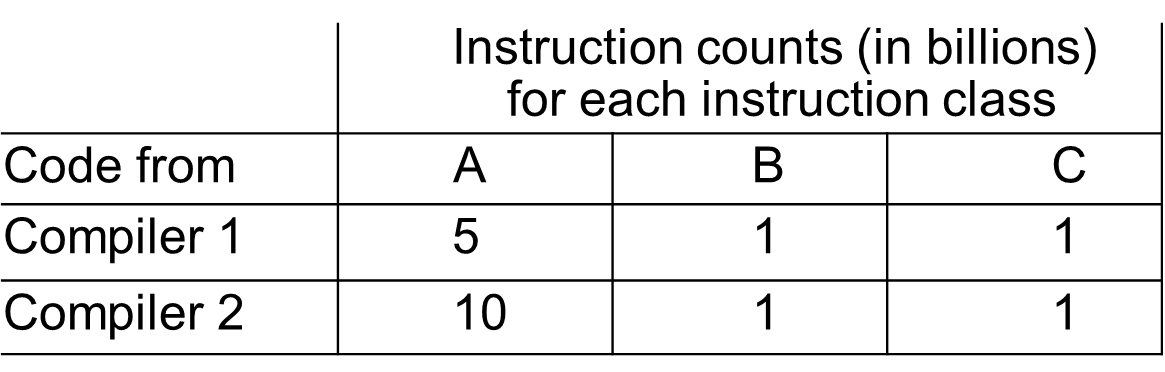 Instruction counts (in billions)
for each instruction class
Code from A B C
Compiler 1 5 1 1
Compiler 2 10 1 1